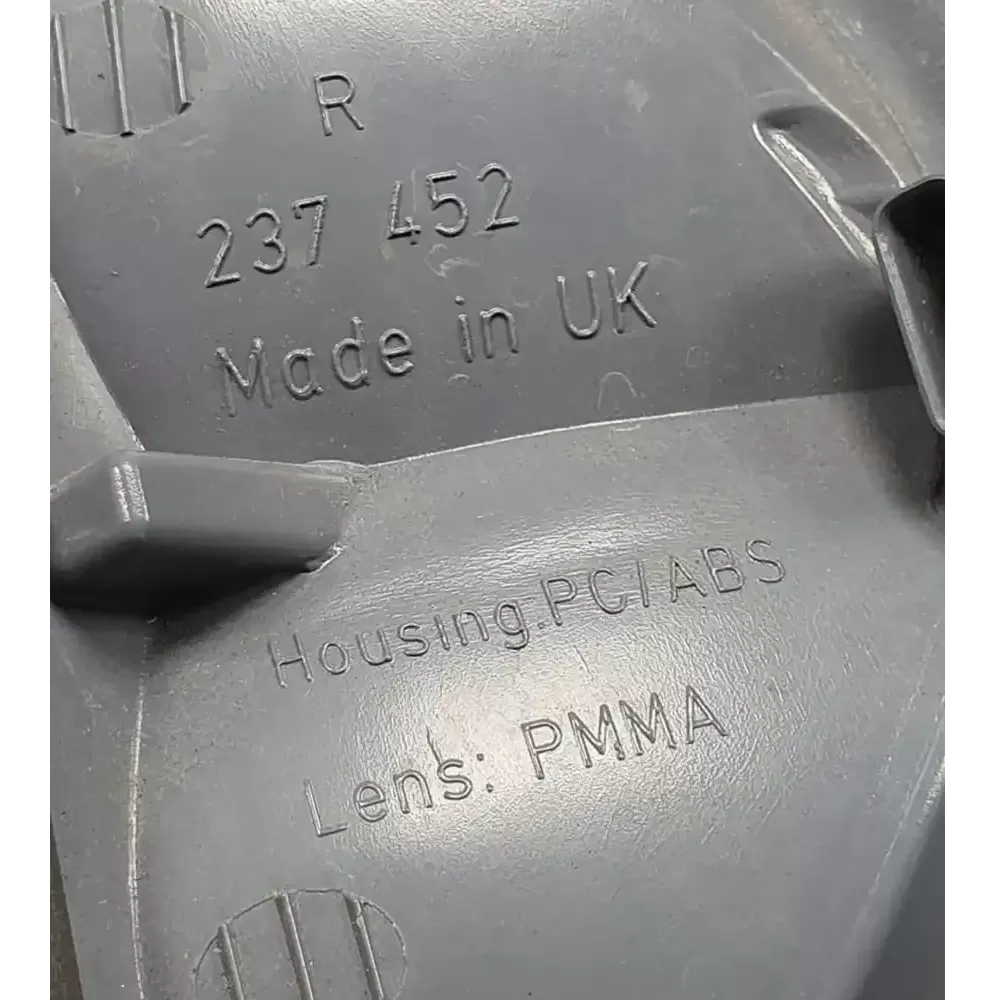 R
237 452
Made in UK
Housing:PC/ABS
Lens: PMMA